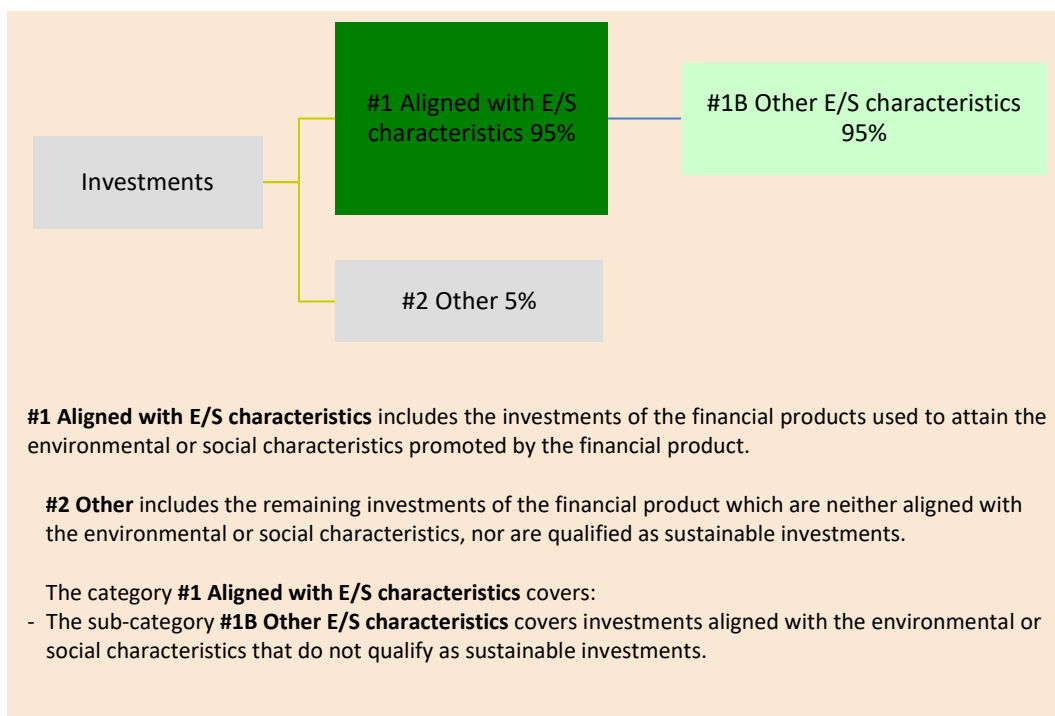 #1 Aligned with E/S
characteristics 95%
#1B Other E/S characteristics
95%
Investments
#2 Other 5%
#1 Aligned with E/S characteristics includes the investments of the financial products used to attain the
environmental or social characteristics promoted by the financial product.
#2 Other includes the remaining investments of the financial product which are neither aligned with
the environmental or social characteristics, nor are qualified as sustainable investments.
The category #1 Aligned with E/S characteristics covers:
- The sub-category #1B Other E/S characteristics covers investments aligned with the environmental or
social characteristics that do not qualify as sustainable investments.